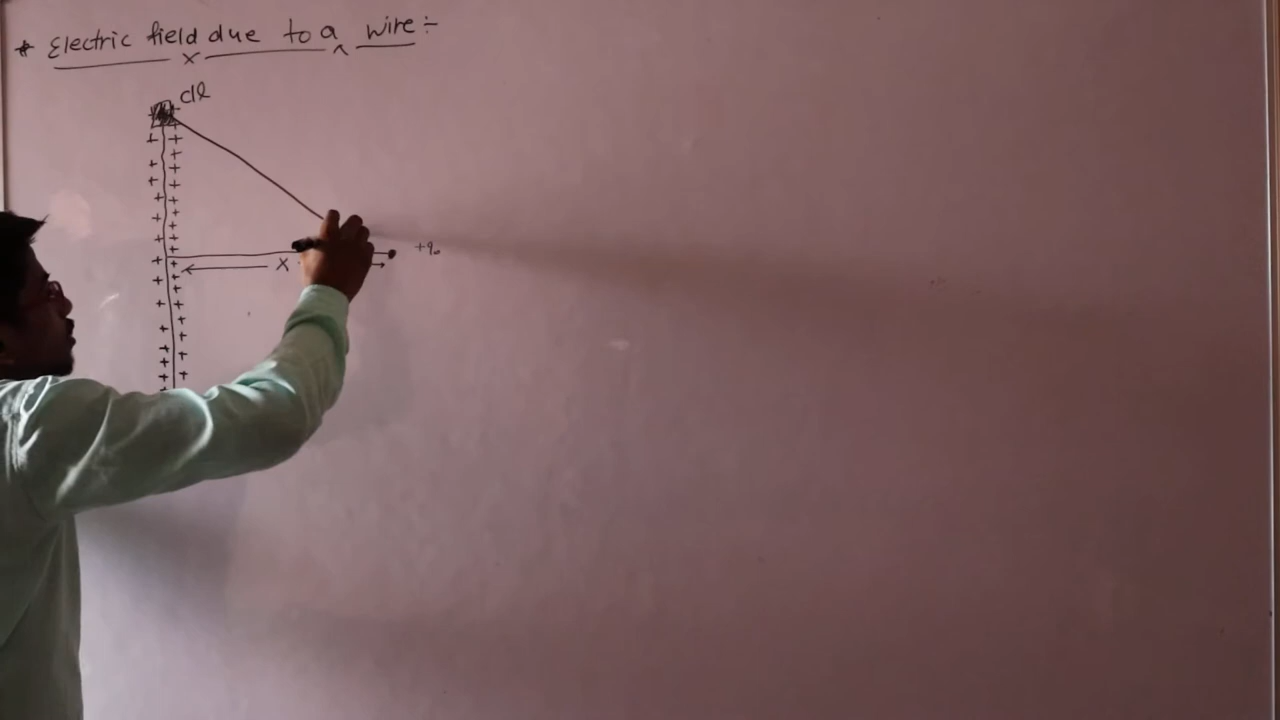 * Electric field due to a wire ÷
dl
+q₀
x